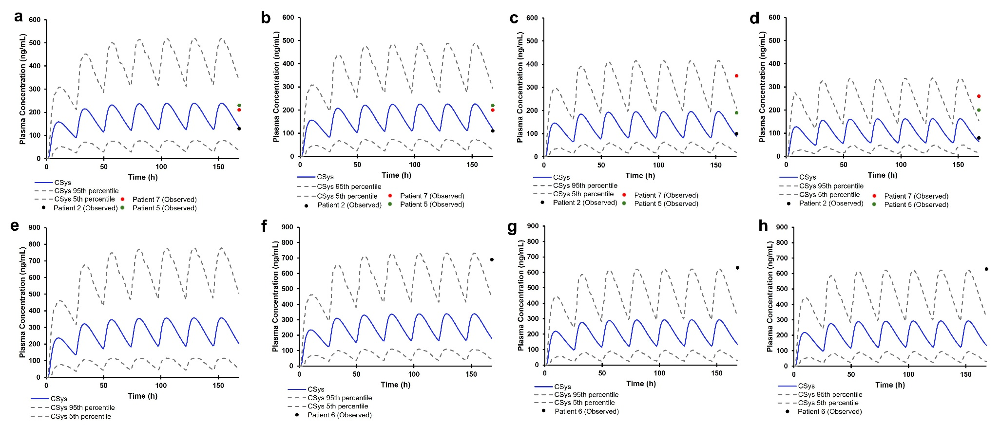 a
600
500
400
300
200
100
0
0 50 100 150
Plasma Concentration (ng/mL)
Time (h)
CSys
CSys 95th percentile
CSys 5th percentile
Patient 7 (Observed)
Patient 2 (Observed)
Patient 5 (Observed)
b
600
500
400
300
200
100
0
0 50 100 150
Plasma Concentration (ng/mL)
Time (h)
CSys
CSys 95th percentile
CSys 5th percentile
Patient 7 (Observed)
Patient 2 (Observed)
Patient 5 (Observed)
c
600
500
400
300
200
100
0
0 50 100 150
Plasma Concentration (ng/mL)
Time (h)
CSys
CSys 95th percentile
CSys 5th percentile
Patient 7 (Observed)
Patient 2 (Observed)
Patient 5 (Observed)
d
600
500
400
300
200
100
0
0 50 100 150
Plasma Concentration (ng/mL)
Time (h)
CSys
CSys 95th percentile
CSys 5th percentile
Patient 7 (Observed)
Patient 2 (Observed)
Patient 5 (Observed)
e
900
800
700
600
500
400
300
200
100
0
0 50 100 150
Plasma Concentration (ng/mL)
Time (h)
CSys
CSys 95th percentile
CSys 5th percentile
f
900
800
700
600
500
400
300
200
100
0
0 50 100 150
Plasma Concentration (ng/mL)
Time (h)
CSys
CSys 95th percentile
CSys 5th percentile
Patient 6 (Observed)
g
900
800
700
600
500
400
300
200
100
0
0 50 100 150
Plasma Concentration (ng/mL)
Time (h)
CSys
CSys 95th percentile
CSys 5th percentile
Patient 6 (Observed)
h
900
800
700
600
500
400
300
200
100
0
0 50 100 150
Plasma Concentration (ng/mL)
Time (h)
CSys
CSys 95th percentile
CSys 5th percentile
Patient 6 (Observed)